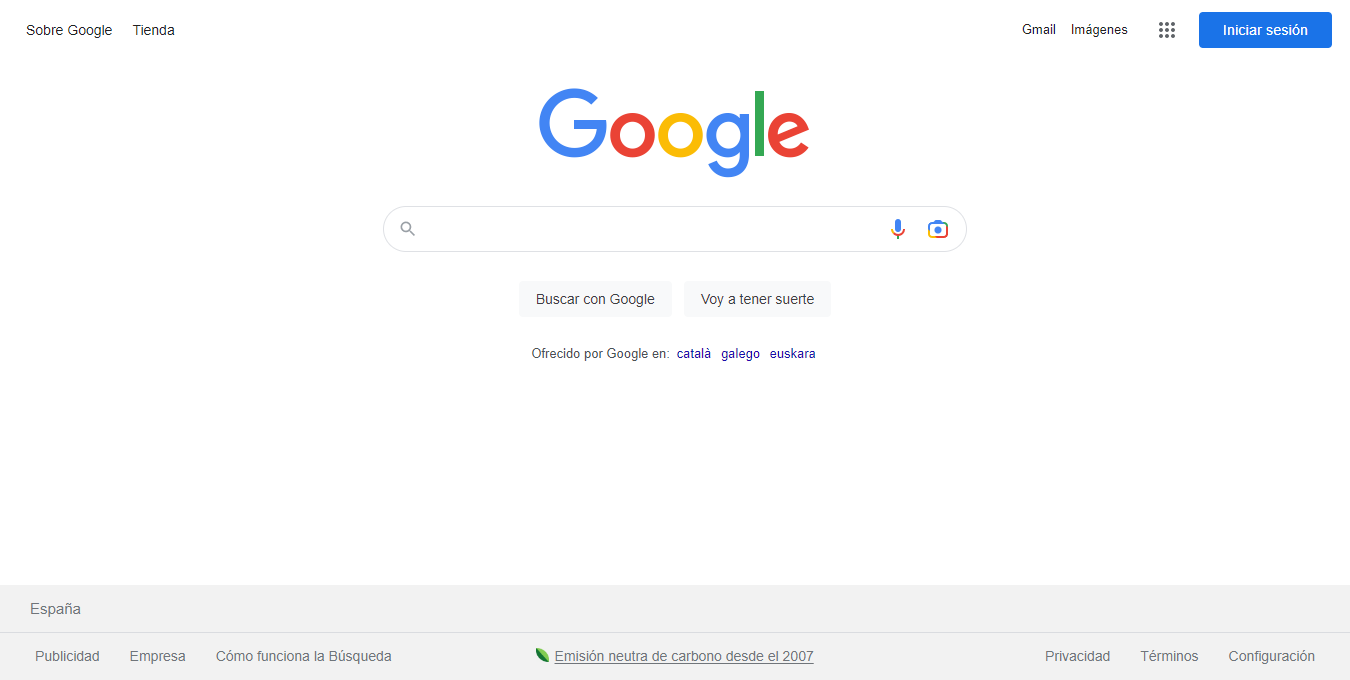 Sobre Google Tienda Gmail Imágenes Iniciar sesión
Google
Buscar con Google Voy a tener suerte
Ofrecido por Google en: català galego euskara
España
Publicidad Empresa Cómo funciona la Búsqueda Emisión neutra de carbono desde el 2007 Privacidad Términos Configuración